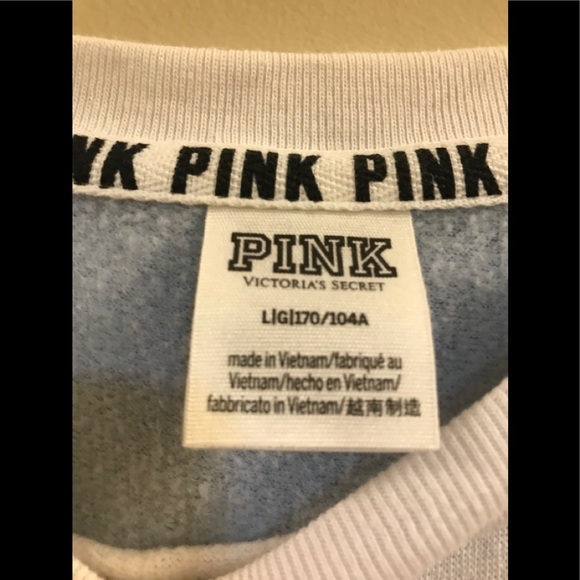 NK PINK PINK
PINK
VICTORIA'S SECRET
L|G|170/104A
made in Vietnam/fabriqué au
Vietnam/hecho en Vietnam/
fabbricato in Vietnam/越南制造